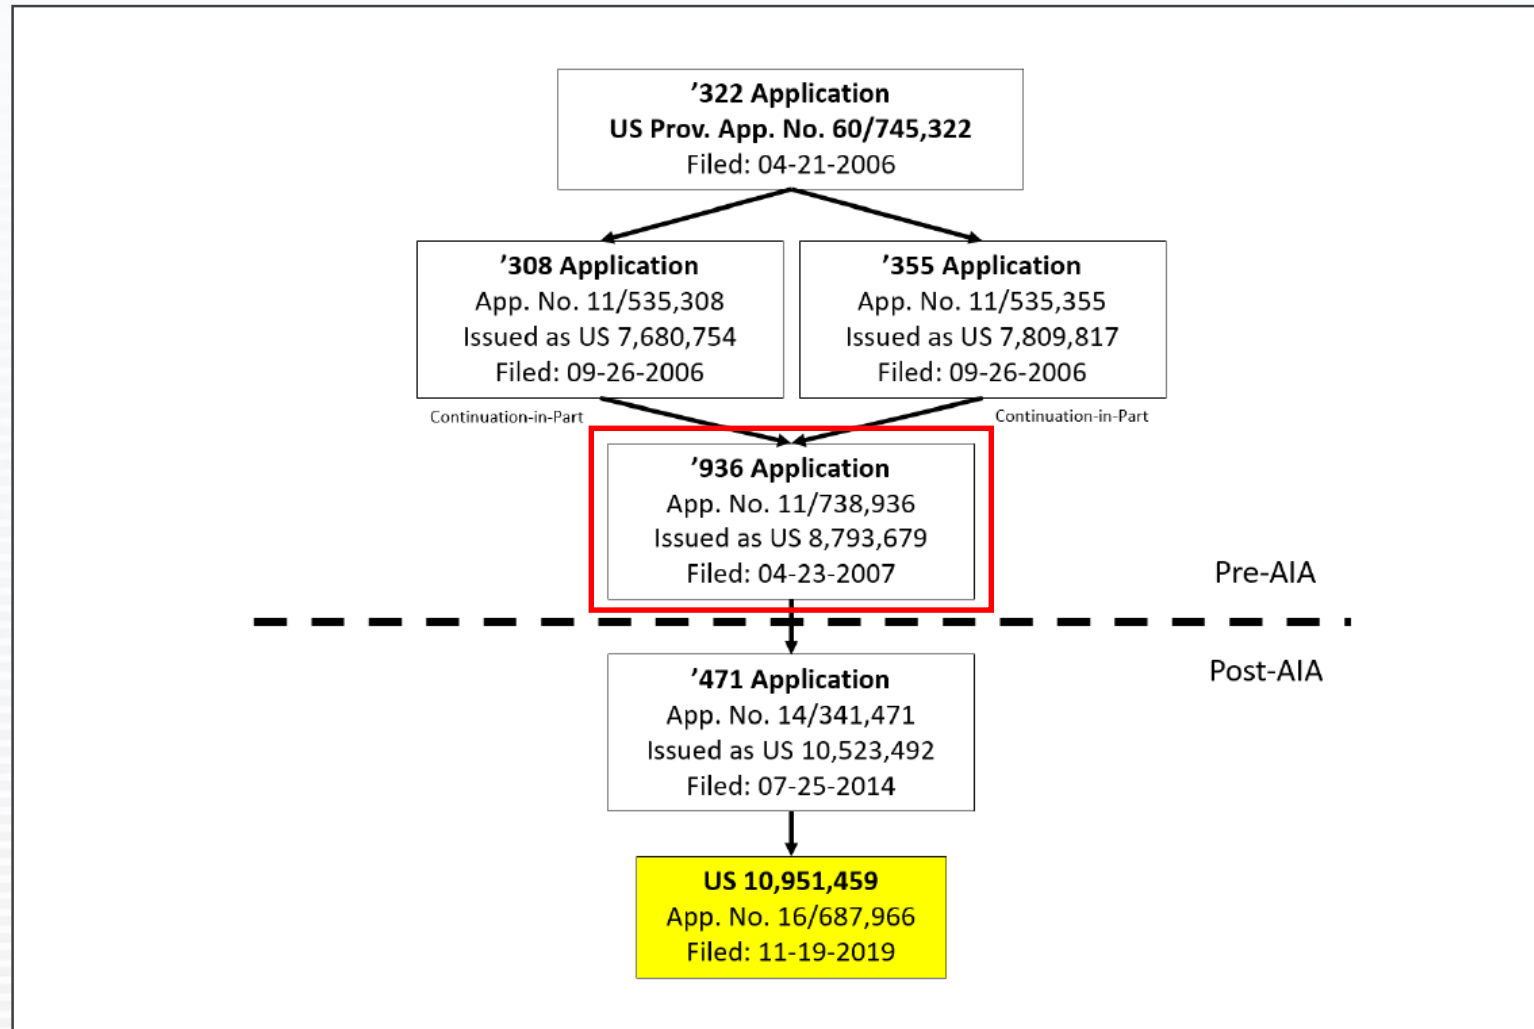 ’322 Application
US Prov. App. No. 60/745,322
Filed: 04-21-2006
’308 Application
App. No. 11/535,308
Issued as US 7,680,754
Filed: 09-26-2006
’355 Application
App. No. 11/535,355
Issued as US 7,809,817
Filed: 09-26-2006
Continuation-in-Part
Continuation-in-Part
’936 Application
App. No. 11/738,936
Issued as US 8,793,679
Filed: 04-23-2007
Pre-AIA
Post-AIA
’471 Application
App. No. 14/341,471
Issued as US 10,523,492
Filed: 07-25-2014
US 10,951,459
App. No. 16/687,966
Filed: 11-19-2019